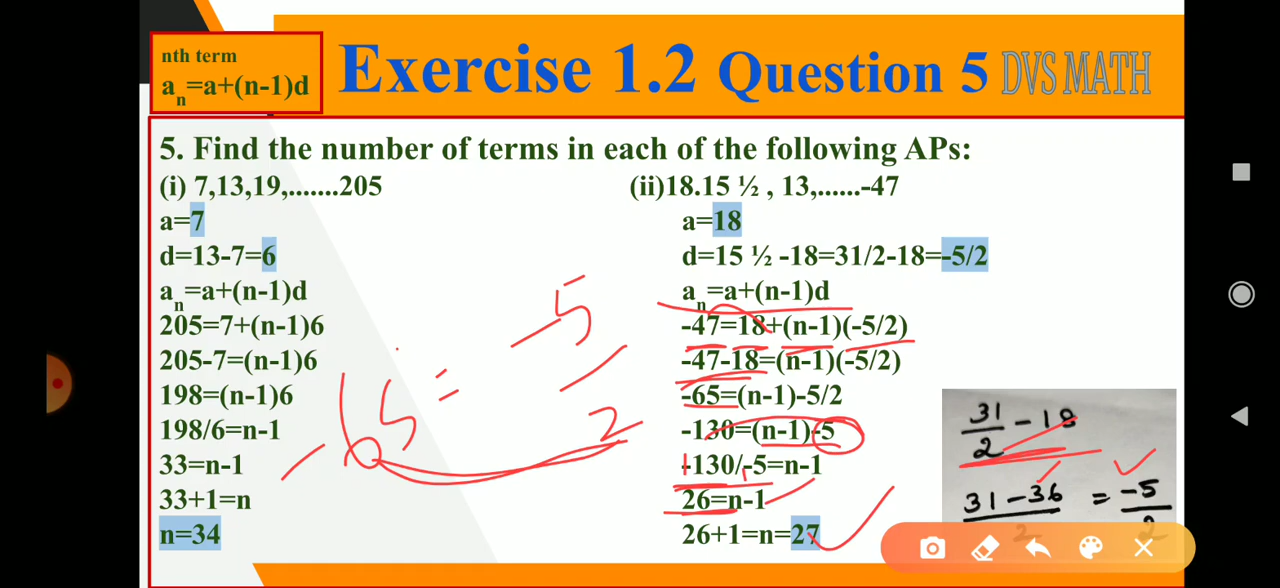 nth term
an=a+(n-1)d
Exercise 1.2 Question 5 DVS MATH
5. Find the number of terms in each of the following APs:
(i) 7,13,19,.......205
a=7
d=13-7=6
an=a+(n-1)d
205=7+(n-1)6
205-7=(n-1)6
198=(n-1)6
198/6=n-1
33=n-1
33+1=n
n=34
(ii)18.15 ½ , 13,......-47
a=18
d=15 ½ -18=31/2-18=-5/2
an=a+(n-1)d
-47=18+(n-1)(-5/2)
-47-18=(n-1)(-5/2)
-65=(n-1)-5/2
-130=(n-1)-5
-130/-5=n-1
26=n-1
26+1=n=27
-65 = -5/2
31/2 - 18
31-36/2 = -5/2